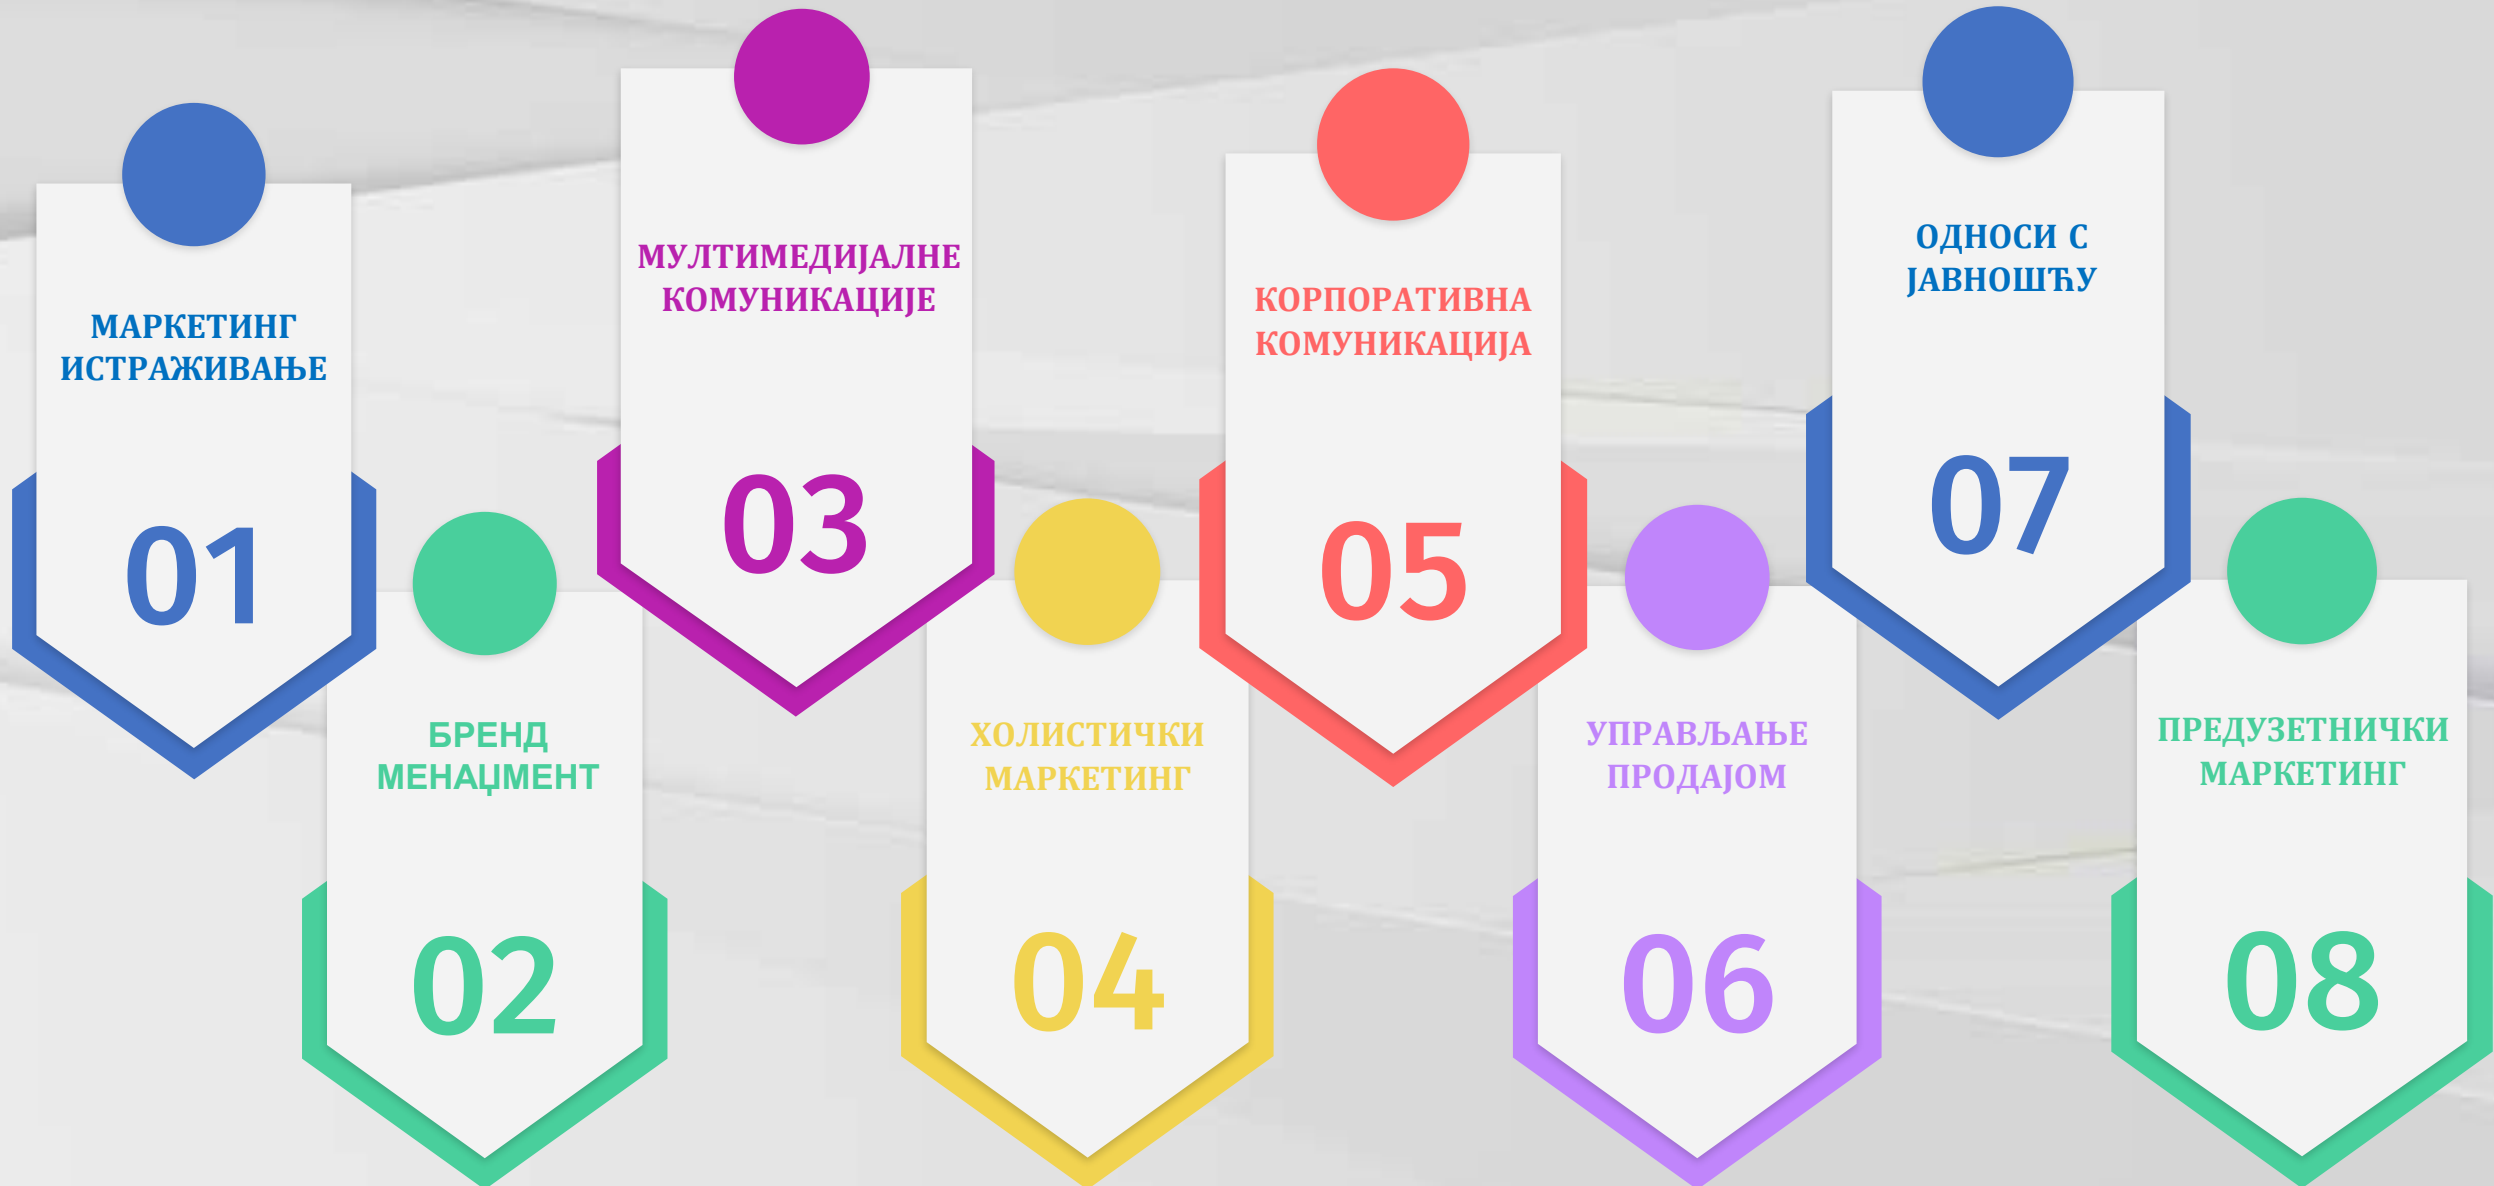 МАРКЕТИНГ
ИСТРАЖИВАЊЕ
01
БРЕНД
МЕНАЏМЕНТ
02
МУЛТИМЕДИЈАЛНЕ
КОМУНИКАЦИЈЕ
03
ХОЛИСТИЧКИ
МАРКЕТИНГ
04
КОРПОРАТИВНА
КОМУНИКАЦИЈА
05
УПРАВЉАЊЕ
ПРОДАЈОМ
06
ОДНОСИ С
ЈАВНОШЋУ
07
ПРЕДУЗЕТНИЧКИ
МАРКЕТИНГ
08